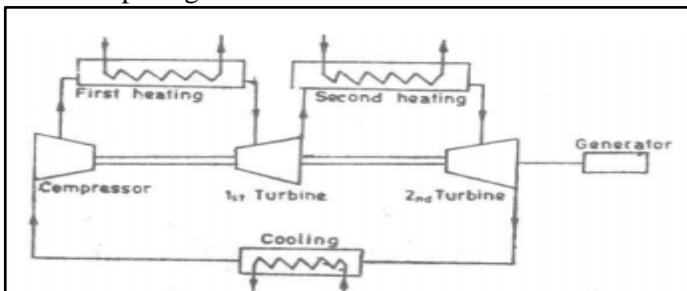 First heating
Second heating
Generator
Compressor
1ST Turbine
2nd Turbine
Cooling